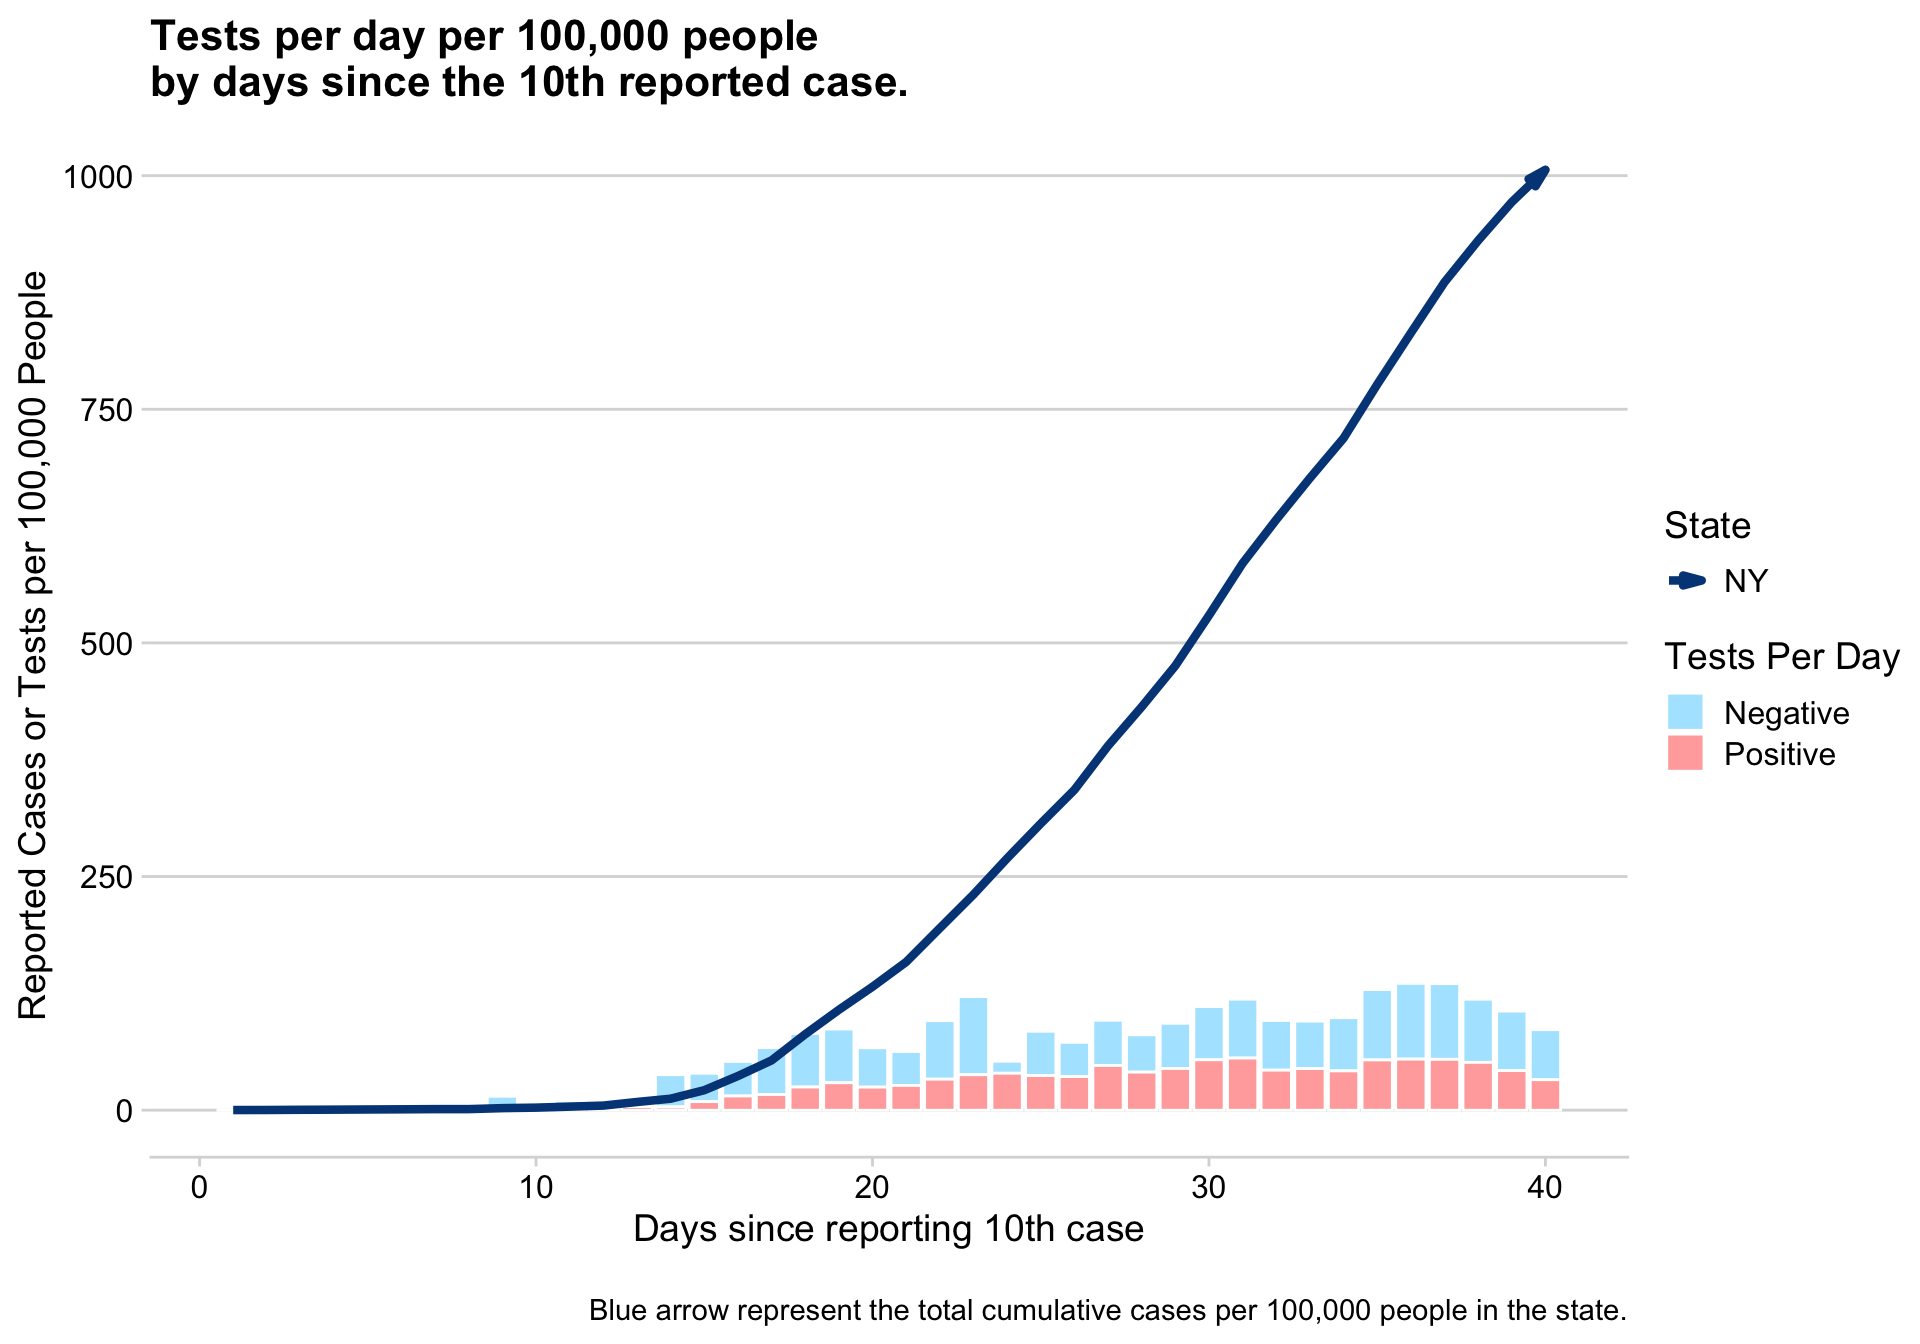 Tests per day per 100,000 people
by days since the 10th reported case.
Reported Cases or Tests per 100,000 People
1000
750
500
250
0
0 10 20 30 40
Days since reporting 10th case
State
NY
Tests Per Day
Negative
Positive
Blue arrow represent the total cumulative cases per 100,000 people in the state.